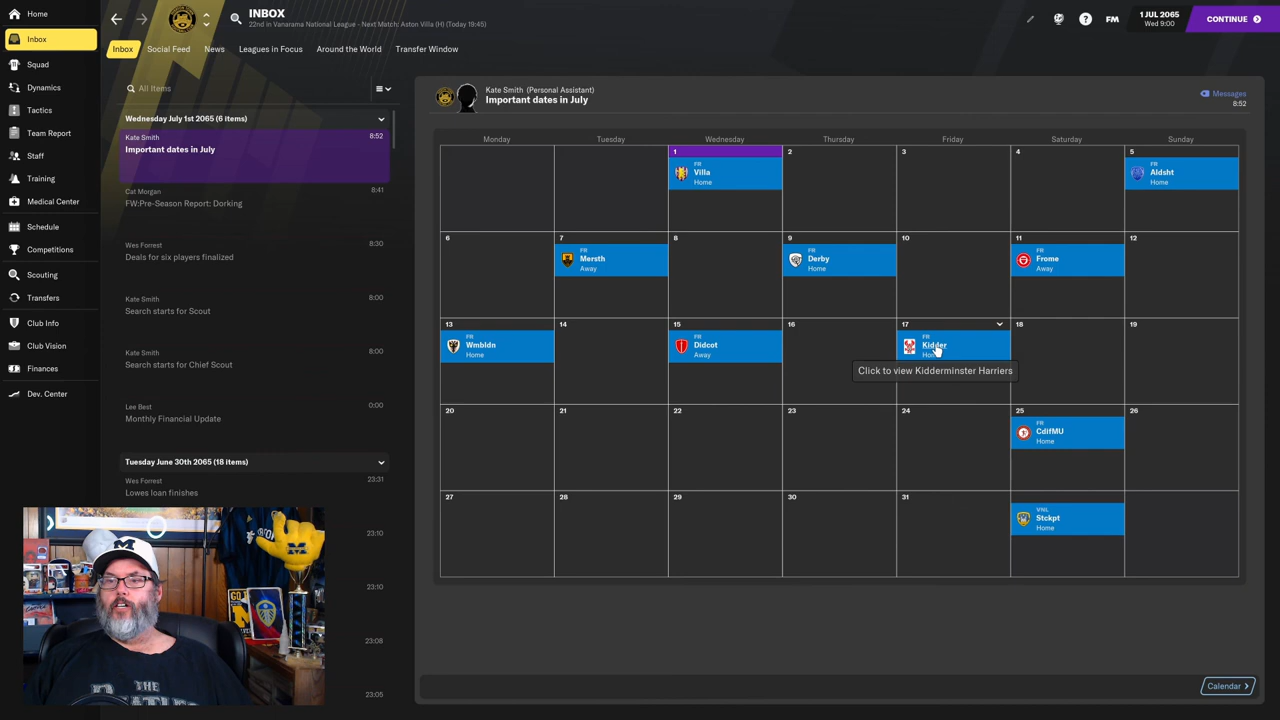 Home
Inbox
Squad
Dynamics
Tactics
Team Report
Staff
Training
Medical Center
Schedule
Competitions
Scouting
Transfers
Club Info
Club Vision
Finances
Dev. Center
INBOX
22nd in Vanarama National League - Next Match: Aston Villa (H) (Today 19:45)
FM
1 JUL 2065
Wed 9:00
CONTINUE
Inbox
Social Feed
News
Leagues in Focus
Around the World
Transfer Window
All Items
Wednesday July 1st 2065 (6 items)
Kate Smith
8:52
Important dates in July
Cat Morgan
8:41
FW:Pre-Season Report: Dorking
Wes Forrest
8:30
Deals for six players finalized
Kate Smith
8:00
Search starts for Scout
Kate Smith
8:00
Search starts for Chief Scout
Lee Best
0:00
Monthly Financial Update
Tuesday June 30th 2065 (18 items)
Wes Forrest
23:31
Lowes loan finishes
23:10
23:10
23:08
23:05
Kate Smith (Personal Assistant)
Important dates in July
Messages
8:52
Monday Tuesday Wednesday Thursday Friday Saturday Sunday
1 2 3 4 5
FR
Villa
Home
FR
Aldsht
Home
6 7 8 9 10 11 12
FR
Mersth
Away
FR
Derby
Home
FR
Frome
Away
13 14 15 16 17 18 19
FR
Wmbldn
Home
FR
Didcot
Away
FR
Kidder
Click to view Kidderminster Harriers
20 21 22 23 24 25 26
FR
CdifMU
Home
27 28 29 30 31
VNL
Stckpt
Home
Calendar
M
THE